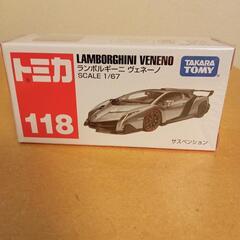 トミカ
LAMBORGHINI VENENO
ランボルギーニ ヴェネーノ
SCALE 1/67
TAKARA
TOMY
118
サスペンション